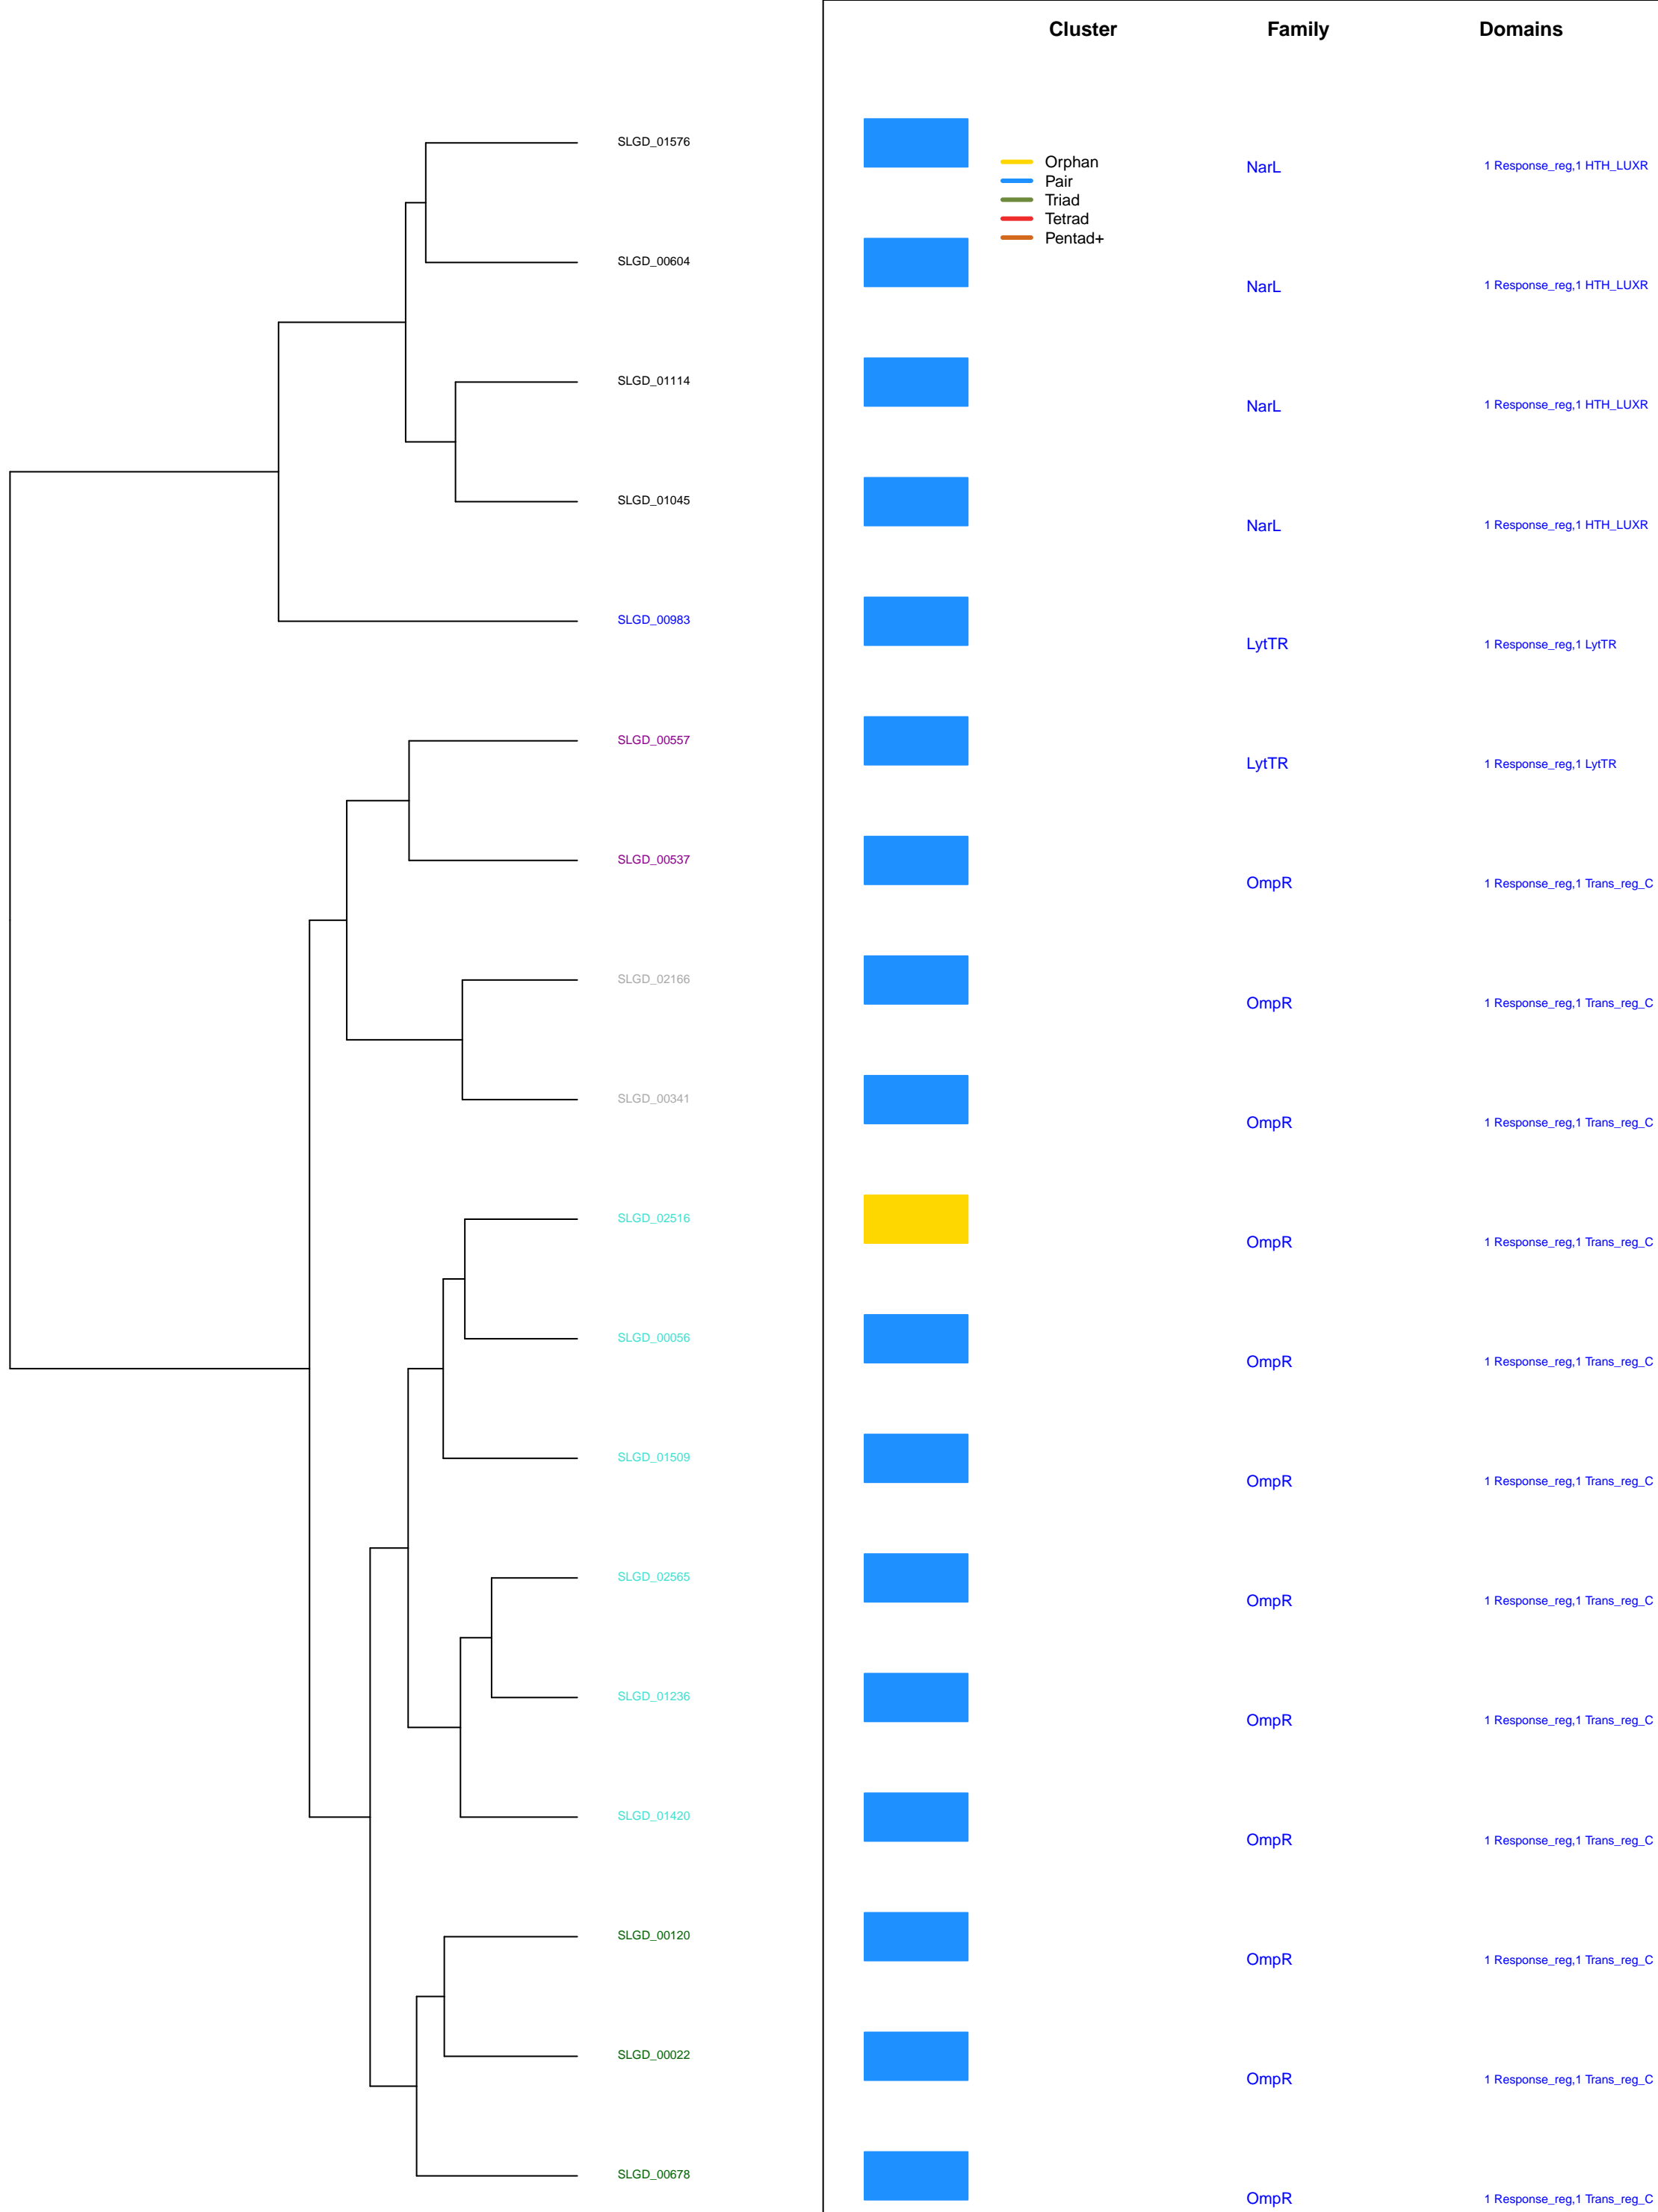 Cluster Family Domains
SLGD_01576
Orphan
NarL 1 Response_reg,1 HTH_LUXR
Pair
Triad
Tetrad
Pentad+
SLGD_00604
NarL 1 Response_reg,1 HTH_LUXR
SLGD_01114
NarL 1 Response_reg,1 HTH_LUXR
SLGD_01045
NarL 1 Response_reg,1 HTH_LUXR
SLGD_00983
LytTR 1 Response_reg,1 LytTR
SLGD_00557
LytTR 1 Response_reg,1 LytTR
SLGD_00537
OmpR 1 Response_reg,1 Trans_reg_C
SLGD_02166
OmpR 1 Response_reg,1 Trans_reg_C
SLGD_00341
OmpR 1 Response_reg,1 Trans_reg_C
SLGD_02516
OmpR 1 Response_reg,1 Trans_reg_C
SLGD_00056
OmpR 1 Response_reg,1 Trans_reg_C
SLGD_01509
OmpR 1 Response_reg,1 Trans_reg_C
SLGD_02565
OmpR 1 Response_reg,1 Trans_reg_C
SLGD_01236
OmpR 1 Response_reg,1 Trans_reg_C
SLGD_01420
OmpR 1 Response_reg,1 Trans_reg_C
SLGD_00120
OmpR 1 Response_reg,1 Trans_reg_C
SLGD_00022
OmpR 1 Response_reg,1 Trans_reg_C
SLGD_00678
OmpR 1 Response_reg,1 Trans_reg_C